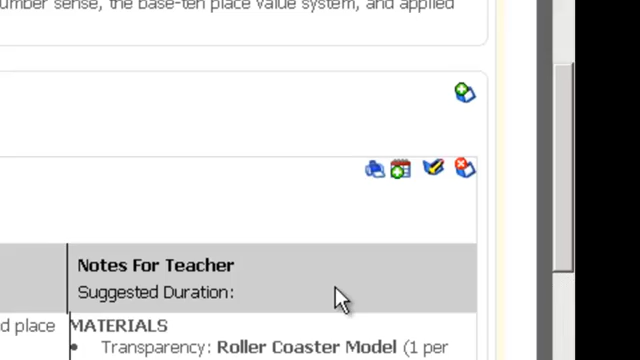 umber sense, the base-ten place value system, and applied
Notes For Teacher
Suggested Duration:
d place
MATERIALS
• Transparency: Roller Coaster Model (1 per